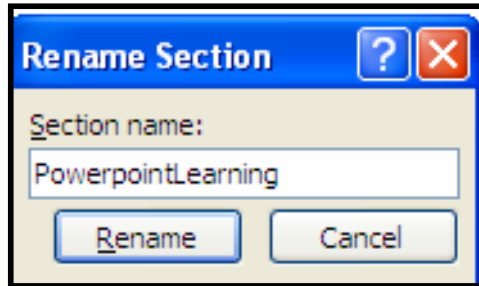 Rename Section ?
Section name:
PowerpointLearning
Rename Cancel